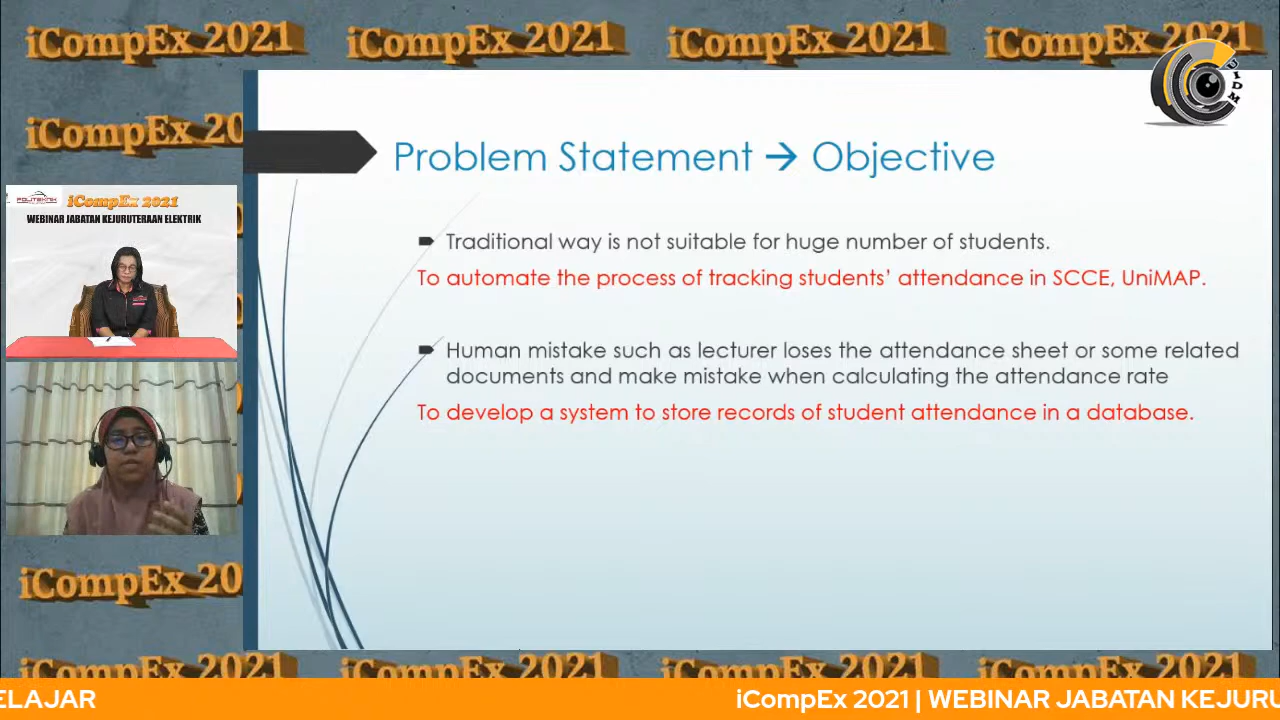 iCompEx 2021 iCompEx 2021 iCompEx 2021 iCompEx 2021
UIDM
iCompEx 20
Problem Statement → Objective
POLITEKNIK
iCompEx 2021
WEBINAR JABATAN KEJURUTERAAN ELEKTRIK
Traditional way is not suitable for huge number of students.
To automate the process of tracking students' attendance in SCCE, UniMAP.
Human mistake such as lecturer loses the attendance sheet or some related
documents and make mistake when calculating the attendance rate
To develop a system to store records of student attendance in a database.
iCompEx 20
iCompEx 2021 iCompEx 2021 iCompEx 2021 iCompEx 2021
ELAJAR
iCompEx 2021 | WEBINAR JABATAN KEJURU